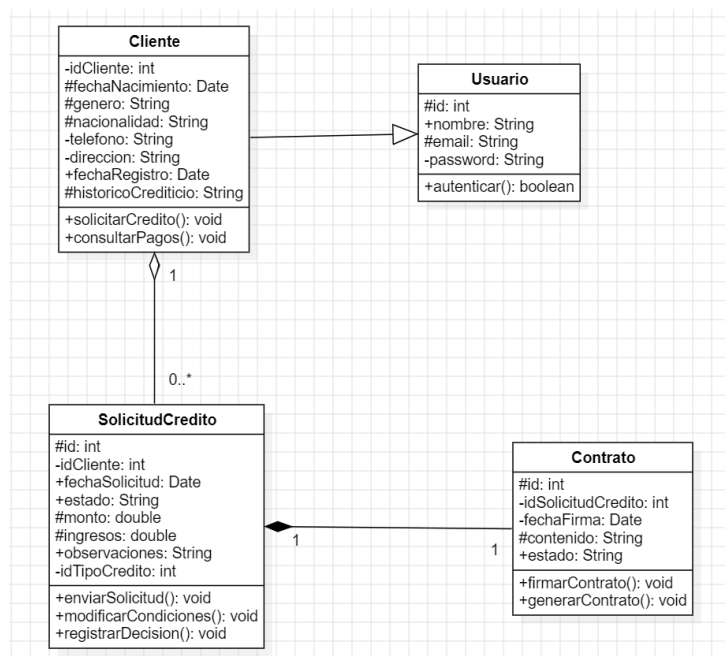 Cliente
-idCliente: int
#fechaNacimiento: Date
#genero: String
#nacionalidad: String
-telefono: String
-direccion: String
+fechaRegistro: Date
#historicoCrediticio: String
+solicitarCredito(): void
+consultarPagos(): void
Usuario
#id: int
+nombre: String
#email: String
-password: String
+autenticar(): boolean
1
0..*
SolicitudCredito
#id: int
-idCliente: int
+fechaSolicitud: Date
+estado: String
#monto: double
#ingresos: double
+observaciones: String
-idTipoCredito: int
+enviarSolicitud(): void
+modificarCondiciones(): void
+registrarDecision(): void
1
1
Contrato
#id: int
-idSolicitudCredito: int
-fechaFirma: Date
#contenido: String
+estado: String
+firmarContrato(): void
+generarContrato(): void